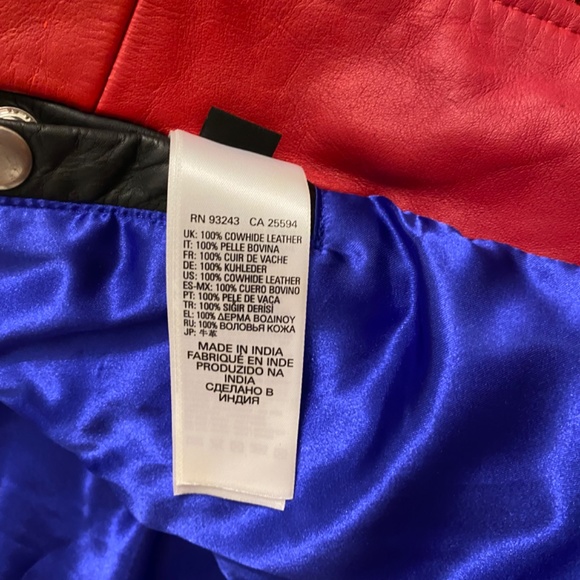 RN 93243 CA 25594
UK: 100% COWHIDE LEATHER
IT: 100% PELLE BOVINA
FR: 100% CUIR DE VACHE
DE: 100% KUHLEDER
US: 100% COWHIDE LEATHER
ES-MX: 100% CUERO BOVINO
PT: 100% PELE DE VACA
TR: 100% SIĞIR DERİSİ
EL: 100% ΔΕΡΜΑ ΒΟΔΙΝΟΥ
RU: 100% ВОЛОВЬЯ КОЖА
JP: 牛革
MADE IN INDIA
FABRIQUÉ EN INDE
PRODUZIDO NA
INDIA
СДЕЛАНО В
ИНДИЯ